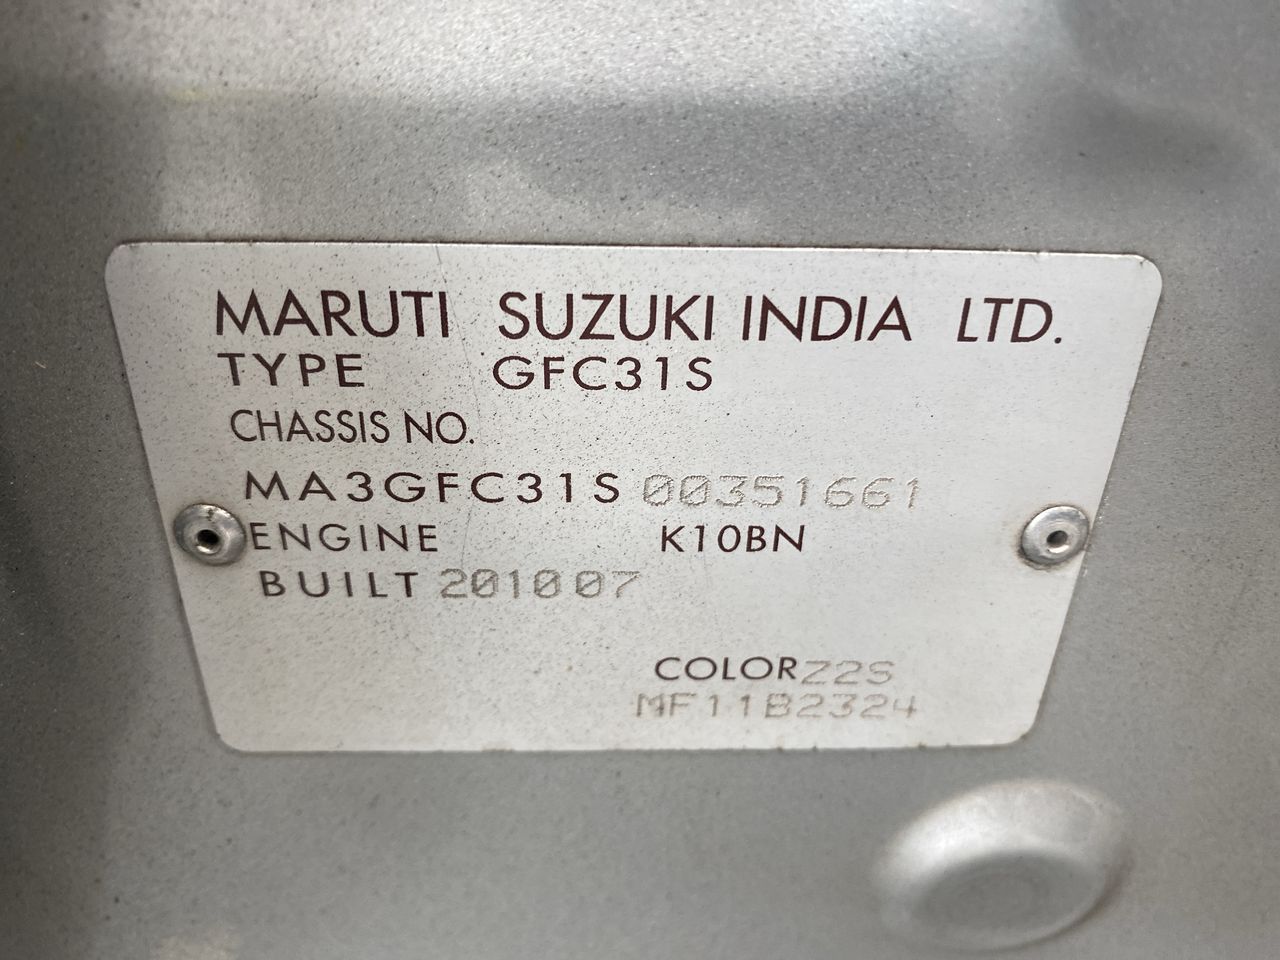 MARUTI SUZUKI INDIA LTD.
TYPE GFC31S
CHASSIS NO.
MA3GFC31S 00351661
ENGINE K10BN
BUILT 201007
COLOR Z2S
MF11B2324